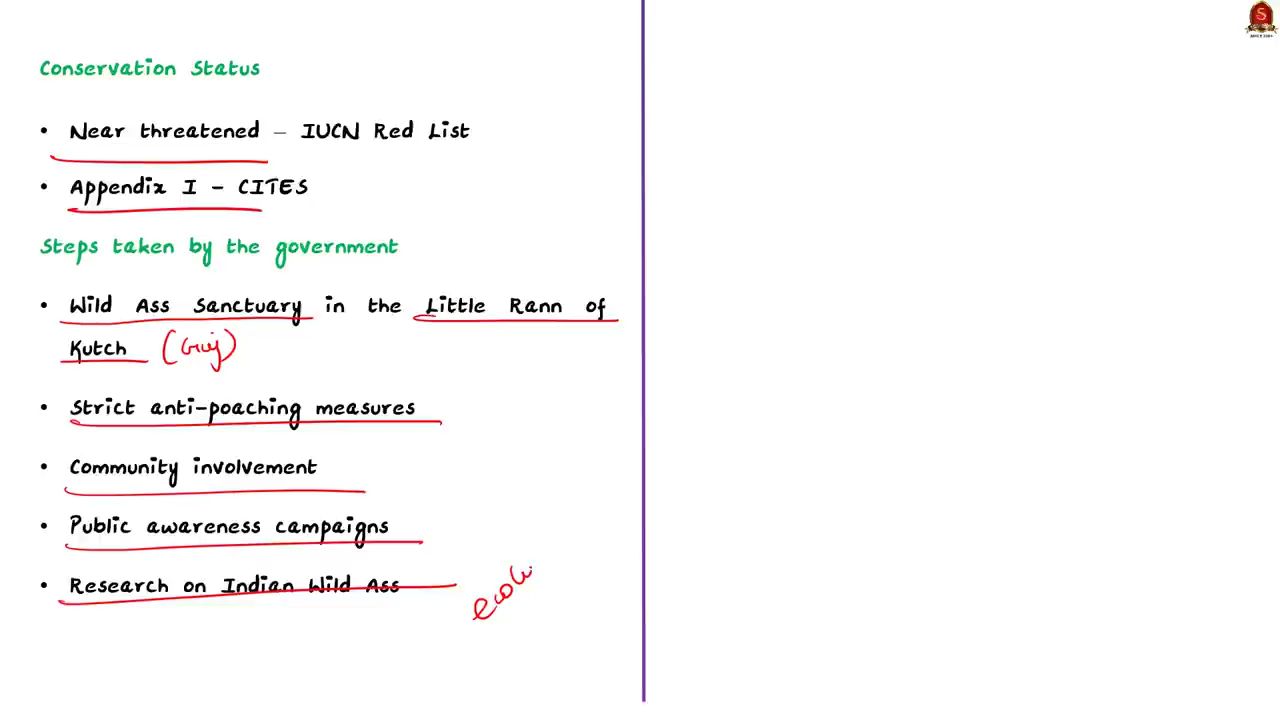 Conservation Status
• Near threatened – IUCN Red List
• Appendix I - CITES
Steps taken by the government
• Wild Ass Sanctuary in the Little Rann of
Kutch (Guj)
• Strict anti-poaching measures
• Community involvement
• Public awareness campaigns
• Research on Indian Wild Ass
S